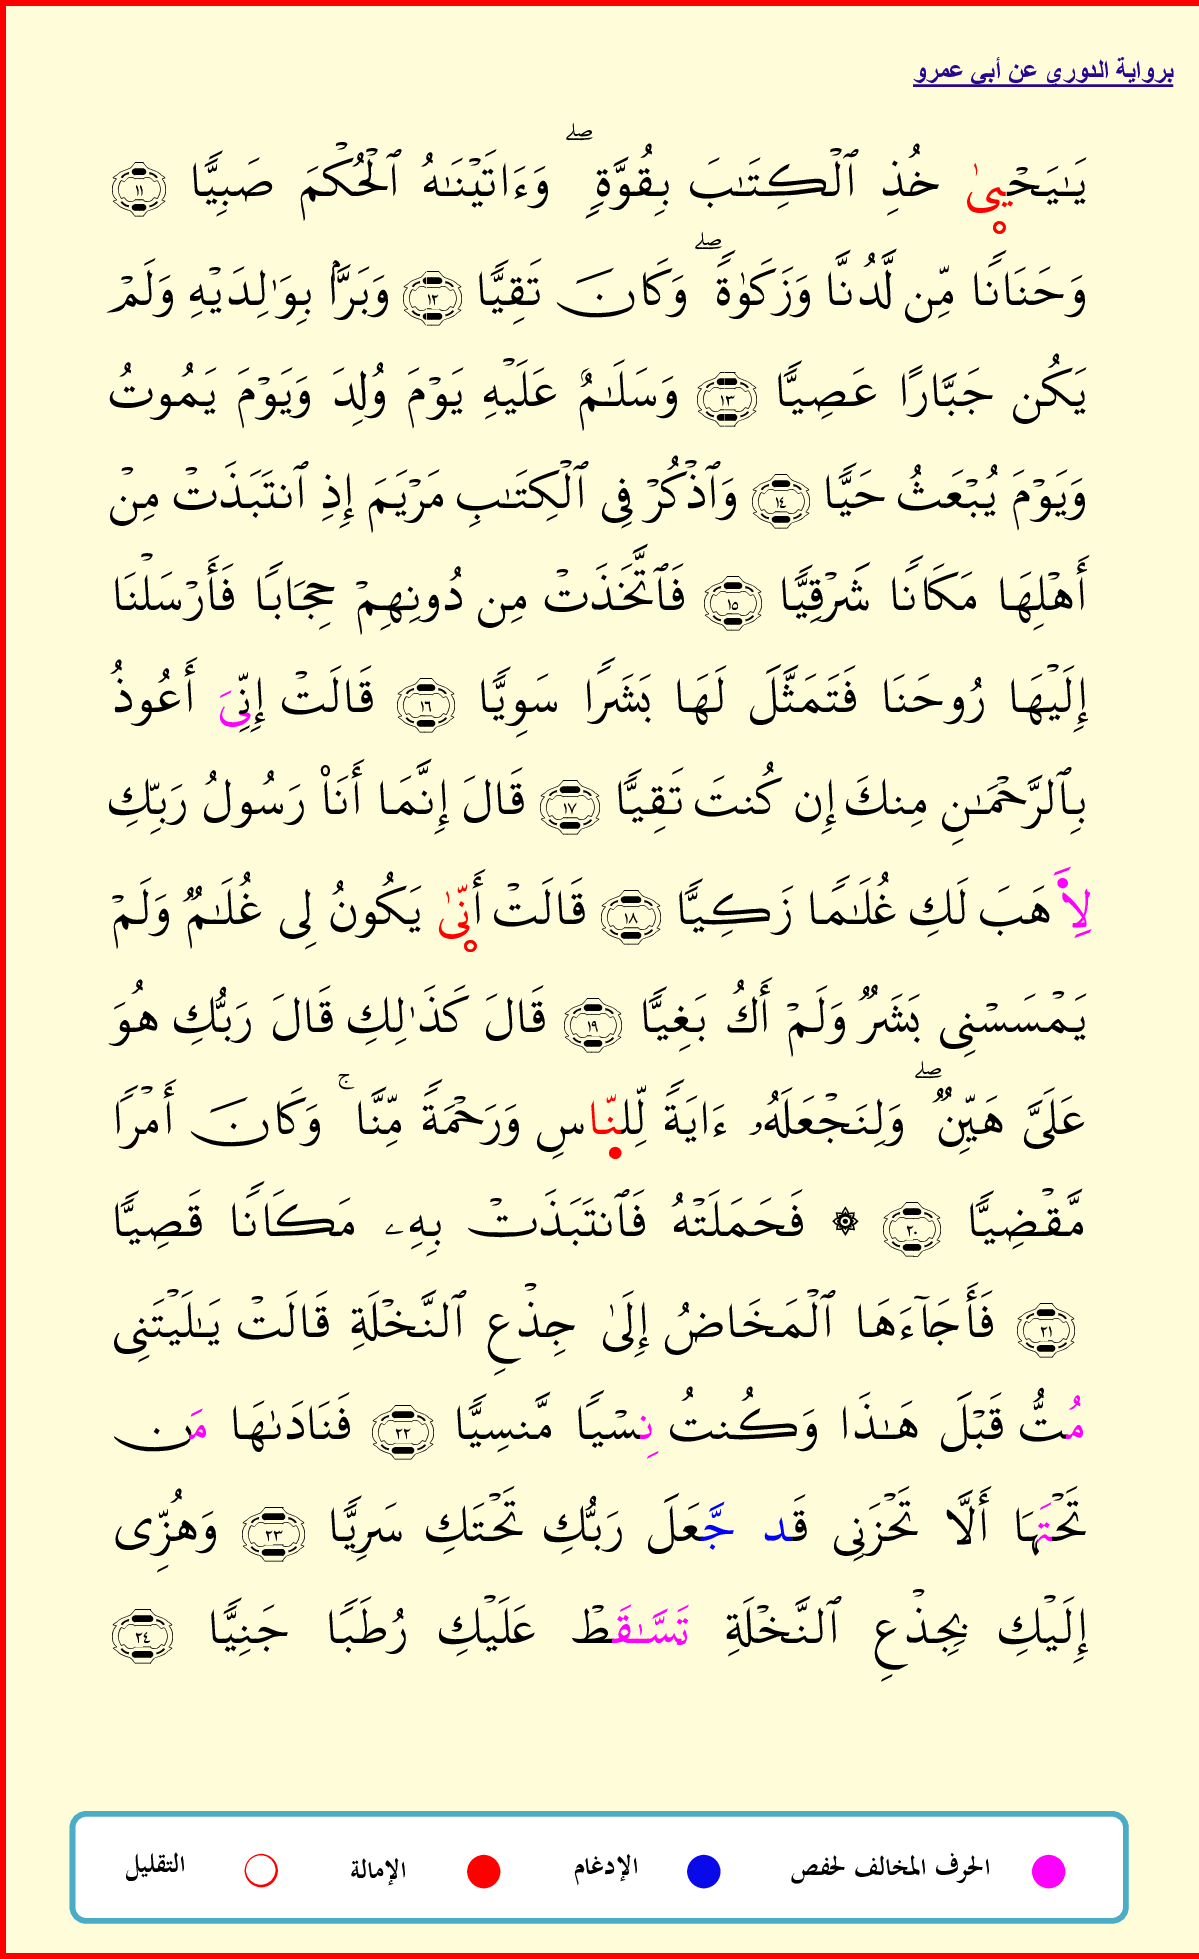 برواية الدوري عن أبي عمرو
يَـٰيَحْيىٰ خُذِ ٱلْكِتَـٰبَ بِقُوَّةٍۖ وَءَاتَيْنَـٰهُ ٱلْحُكْمَ صَبِيًّا ١١
وَحَنَانًا مِّن لَّدُنَّا وَزَكَوٰةًۖ وَكَانَ تَقِيًّا ١٢ وَبَرًّۢا بِوَٰلِدَيْهِ وَلَمْ
يَكُن جَبَّارًا عَصِيًّا ١٣ وَسَلَـٰمٌ عَلَيْهِ يَوْمَ وُلِدَ وَيَوْمَ يَمُوتُ
وَيَوْمَ يُبْعَثُ حَيًّا ١٤ وَٱذْكُرْ فِى ٱلْكِتَـٰبِ مَرْيَمَ إِذِ ٱنتَبَذَتْ مِنْ
أَهْلِهَا مَكَانًا شَرْقِيًّا ١٥ فَٱتَّخَذَتْ مِن دُونِهِمْ حِجَابًا فَأَرْسَلْنَا
إِلَيْهَا رُوحَنَا فَتَمَثَّلَ لَهَا بَشَرًا سَوِيًّا ١٦ قَالَتْ إِنِّىَ أَعُوذُ
بِٱلرَّحْمَـٰنِ مِنكَ إِن كُنتَ تَقِيًّا ١٧ قَالَ إِنَّمَا أَنَا۠ رَسُولُ رَبِّكِ
لِأَهَبَ لَكِ غُلَـٰمًا زَكِيًّا ١٨ قَالَتْ أَنّىٰ يَكُونُ لِى غُلَـٰمٌ وَلَمْ
يَمْسَسْنِى بَشَرٌ وَلَمْ أَكُ بَغِيًّا ١٩ قَالَ كَذَٰلِكِ قَالَ رَبُّكِ هُوَ
عَلَىَّ هَيِّنٌۖ وَلِنَجْعَلَهُۥ ءَايَةً لِّلنّاسِ وَرَحْمَةً مِّنَّاۚ وَكَانَ أَمْرًا
مَّقْضِيًّا ٢٠ ۞ فَحَمَلَتْهُ فَٱنتَبَذَتْ بِهِۦ مَكَانًا قَصِيًّا
٢١ فَأَجَآءَهَا ٱلْمَخَاضُ إِلَىٰ جِذْعِ ٱلنَّخْلَةِ قَالَتْ يَـٰلَيْتَنِى
مُتُّ قَبْلَ هَـٰذَا وَكُنتُ نِسْيًا مَّنسِيًّا ٢٢ فَنَادَىٰهَا مَن
تَحْتَهَا أَلَّا تَحْزَنِى قَد جَّعَلَ رَبُّكِ تَحْتَكِ سَرِيًّا ٢٣ وَهُزِّى
إِلَيْكِ بِجِذْعِ ٱلنَّخْلَةِ تَسَّـٰقَطْ عَلَيْكِ رُطَبًا جَنِيًّا ٢٤
الحرف المخالف لحفص الإدغام الإمالة التقليل